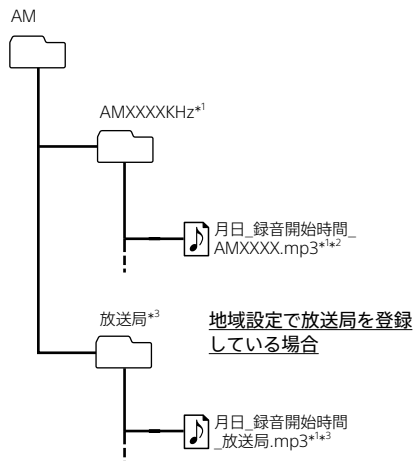 AM
AMXXXXKHz*1
月日_録音開始時間_
AMXXXX.mp3*1*2
放送局*3
地域設定で放送局を登録
している場合
月日_録音開始時間
_放送局.mp3*1*3